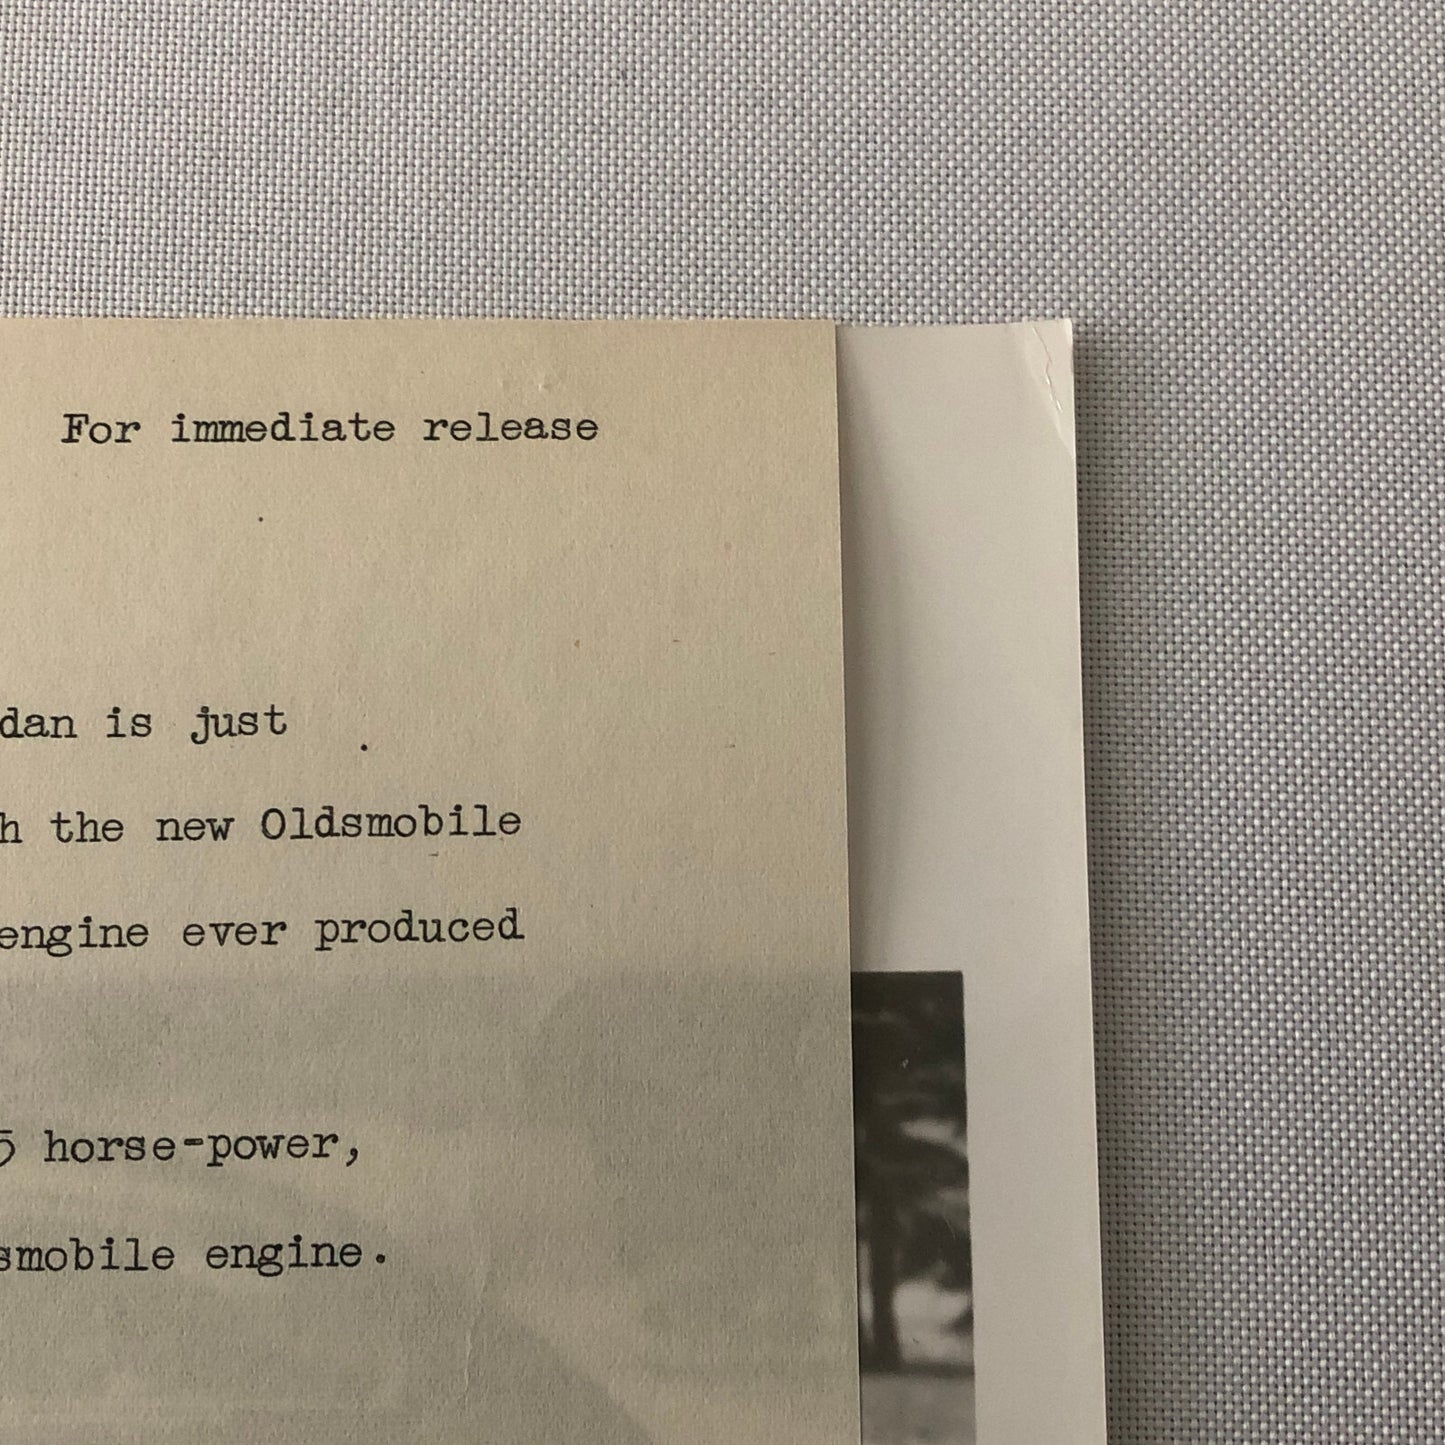 For immediate release
dan is just
h the new Oldsmobile
engine ever produced
5 horse-power,
smobile engine.